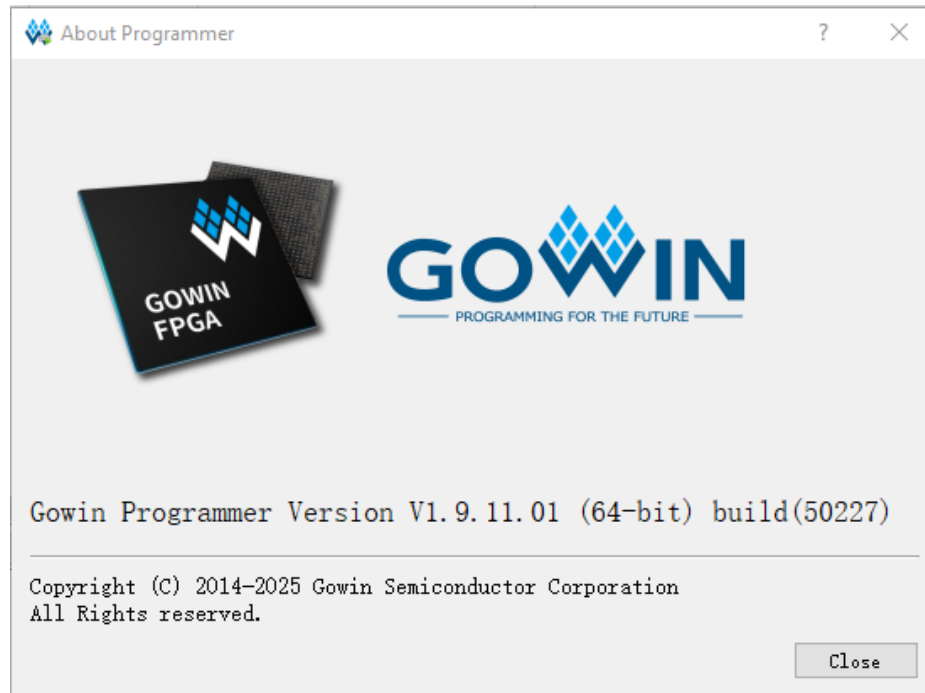 About Programmer
GOWIN
FPGA
GOWIN
PROGRAMMING FOR THE FUTURE
Gowin Programmer Version V1.9.11.01 (64-bit) build(50227)
Copyright (C) 2014-2025 Gowin Semiconductor Corporation
All Rights reserved.
Close